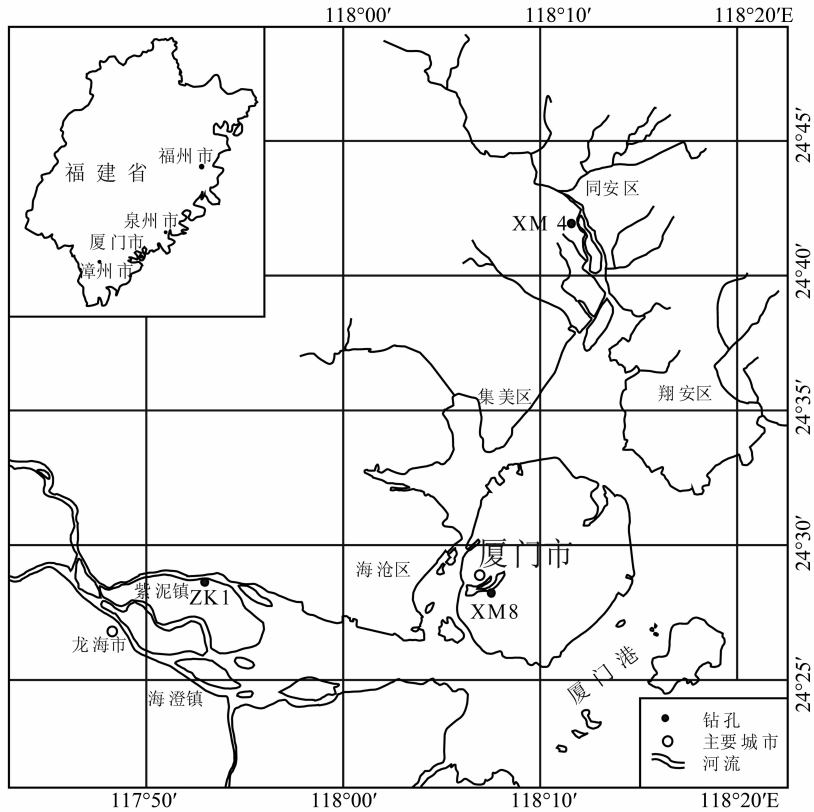 118°00′
118°10′
118°20′E
福建省
福州市
泉州市
厦门市
漳州市
24°45′
同安区
XM 4
24°40′
集美区
翔安区
24°35′
24°30′
厦门市
海沧区
紫泥镇
ZK1
XM8
龙海市
厦门港
24°25′
海澄镇
钻孔
主要城市
河流
117°50′
118°00′
118°10′
118°20′E